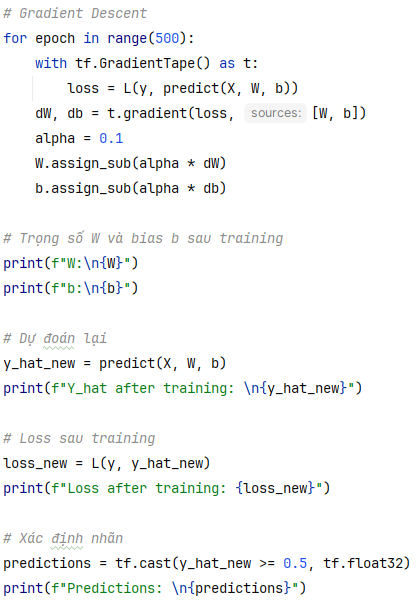 # Gradient Descent
for epoch in range(500):
    with tf.GradientTape() as t:
        loss = L(y, predict(X, W, b))
    dW, db = t.gradient(loss, sources: [W, b])
    alpha = 0.1
    W.assign_sub(alpha * dW)
    b.assign_sub(alpha * db)

# Trọng số W và bias b sau training
print(f"W:\n{W}")
print(f"b:\n{b}")

# Dự đoán lại
y_hat_new = predict(X, W, b)
print(f"Y_hat after training: \n{y_hat_new}")

# Loss sau training
loss_new = L(y, y_hat_new)
print(f"Loss after training: {loss_new}")

# Xác định nhãn
predictions = tf.cast(y_hat_new >= 0.5, tf.float32)
print(f"Predictions: \n{predictions}")